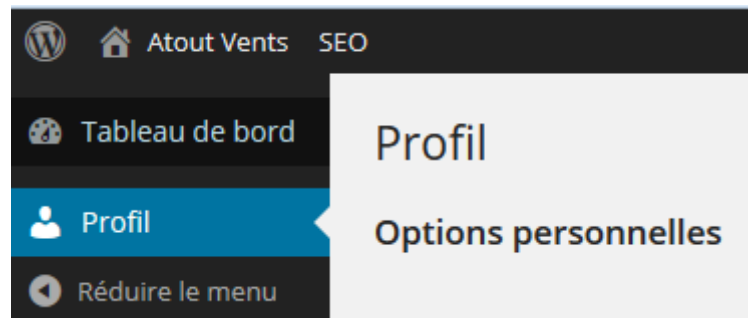 Atout Vents SEO
Tableau de bord
Profil
Réduire le menu
Profil
Options personnelles